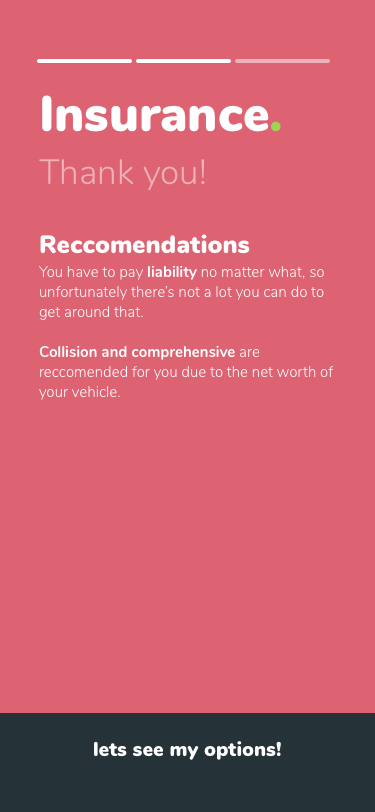 Insurance.
Thank you!
Reccomendations
You have to pay liability no matter what, so
unfortunately there's not a lot you can do to
get around that.
Collision and comprehensive are
reccomended for you due to the net worth of
your vehicle.
lets see my options!